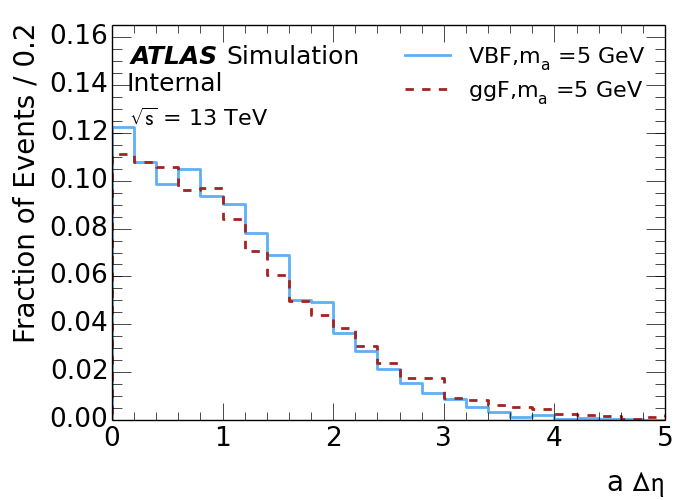 0.16
0.14
0.12
0.10
0.08
0.06
0.04
0.02
0.00
Fraction of Events / 0.2
ATLAS Simulation
Internal
√s = 13 TeV
VBF,mₐ =5 GeV
ggF,mₐ =5 GeV
0 1 2 3 4 5
a Δη